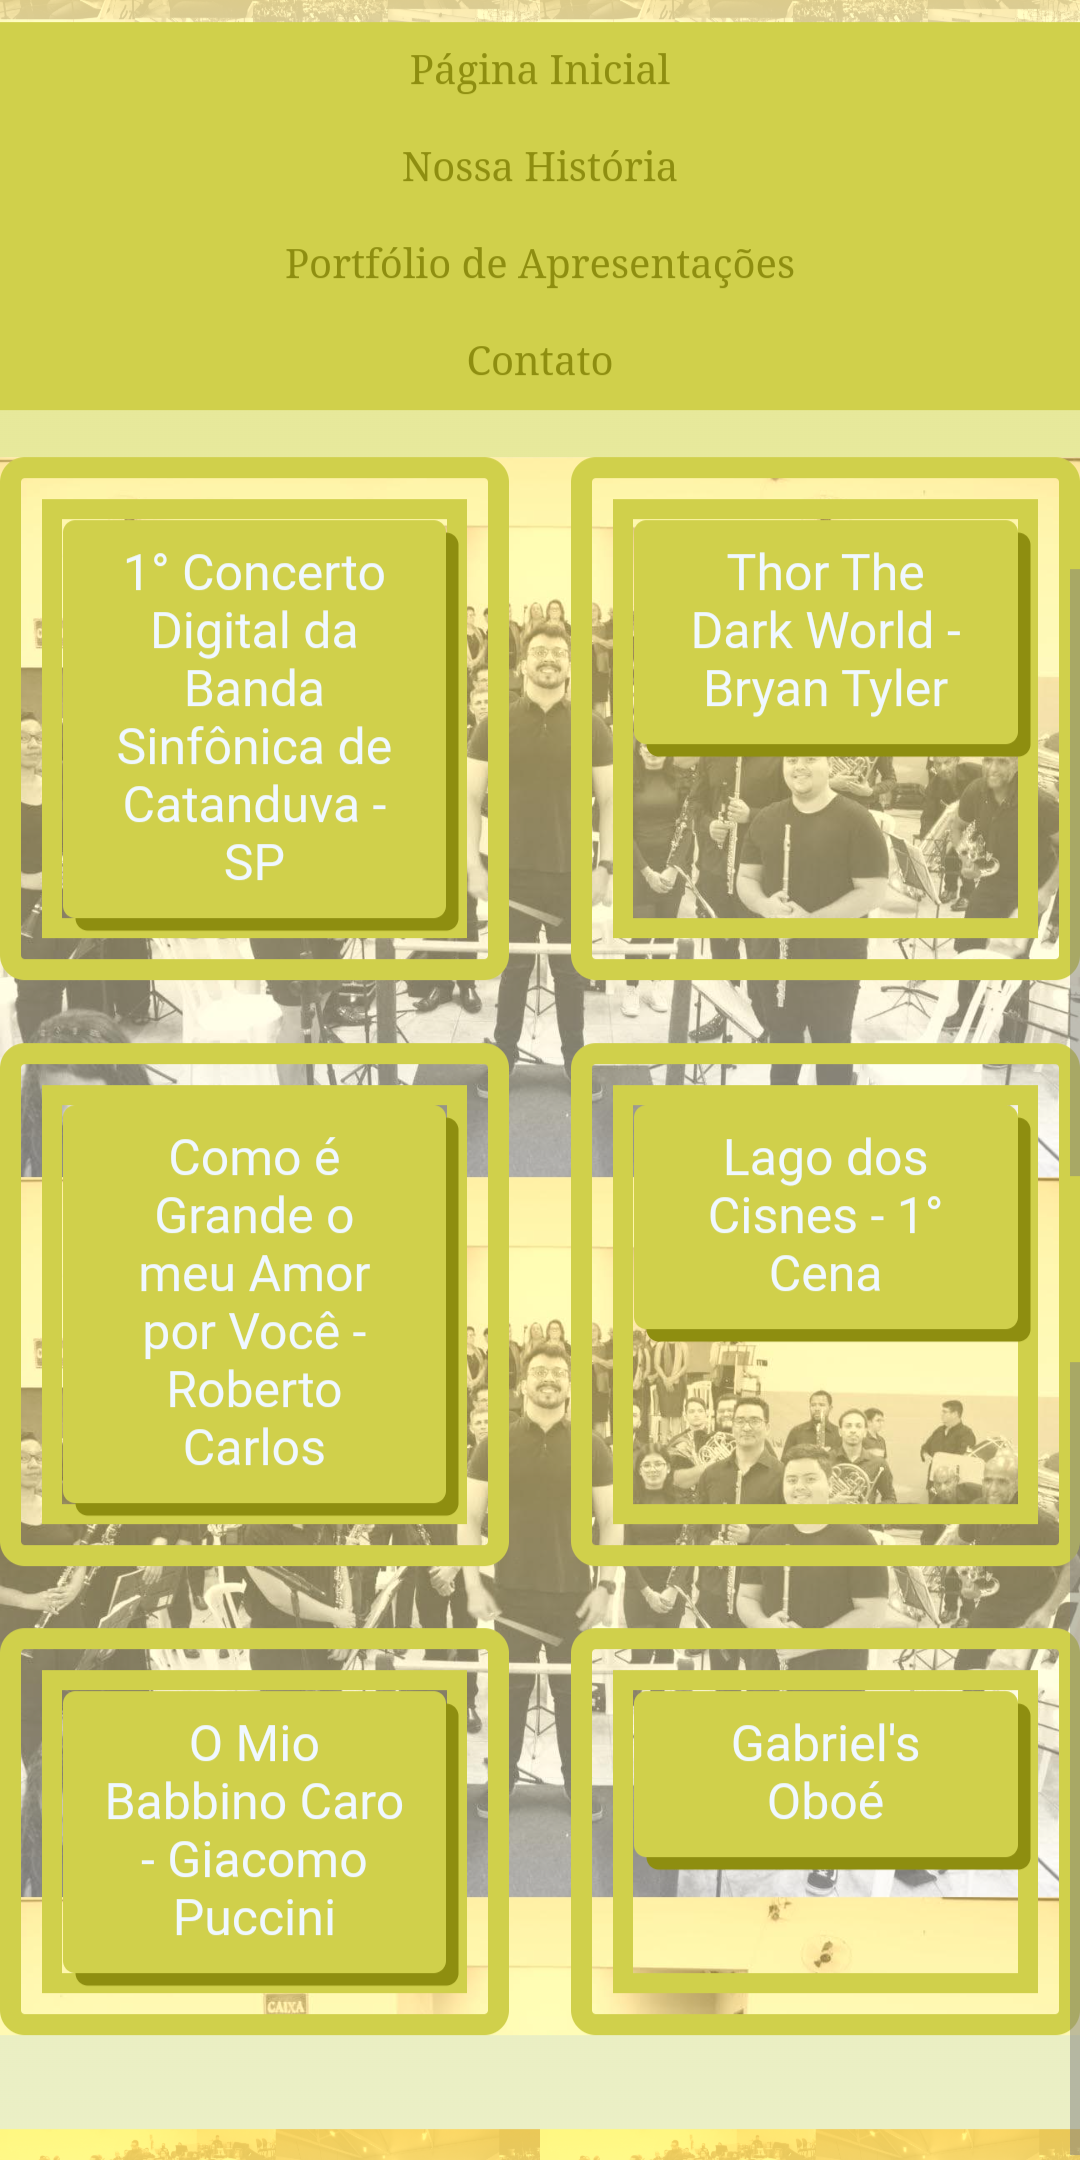 Página Inicial
Nossa História
Portfólio de Apresentações
Contato
1° Concerto
Digital da
Banda
Sinfônica de
Catanduva -
SP
Thor The
Dark World -
Bryan Tyler
Como é
Grande o
meu Amor
por Você -
Roberto
Carlos
Lago dos
Cisnes - 1°
Cena
O Mio
Babbino Caro
- Giacomo
Puccini
Gabriel's
Oboé
CAIXA